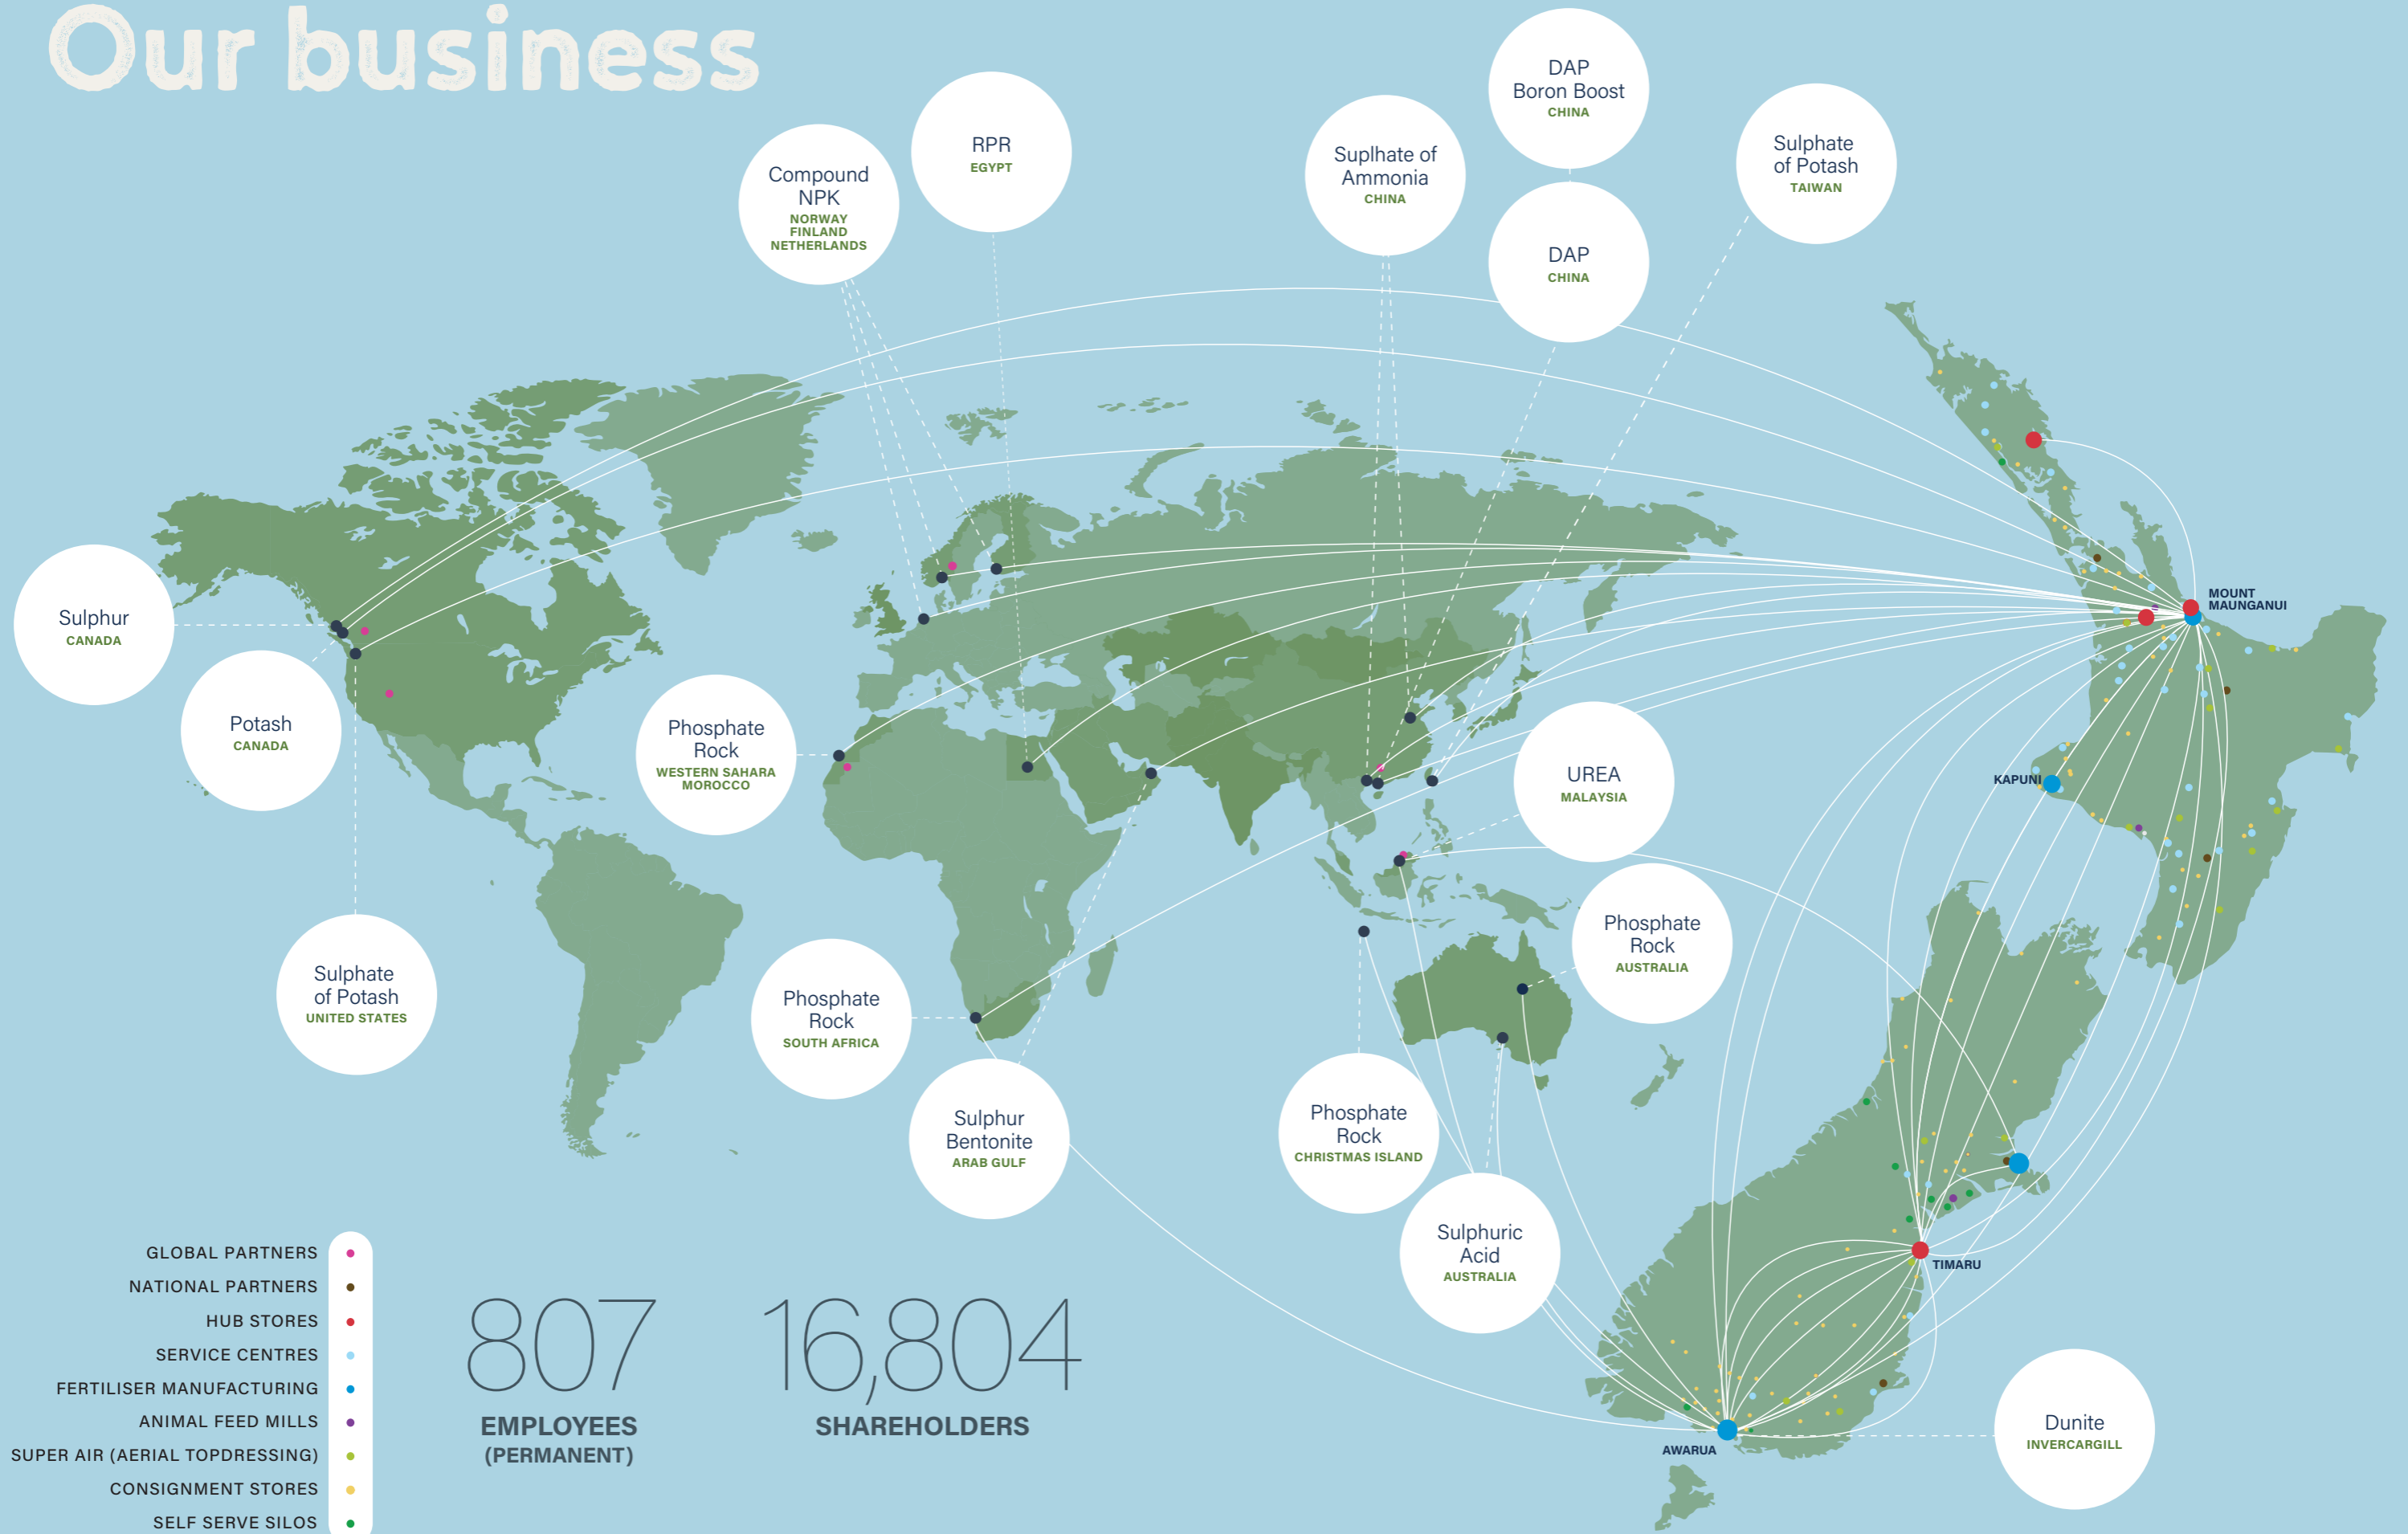 Our business
DAP
Boron Boost
CHINA
RPR
EGYPT
Compound
NPK
NORWAY
FINLAND
NETHERLANDS
Suplhate of
Ammonia
CHINA
DAP
CHINA
Sulphate
of Potash
TAIWAN
Sulphur
CANADA
Potash
CANADA
Sulphate
of Potash
UNITED STATES
Phosphate
Rock
WESTERN SAHARA
MOROCCO
Phosphate
Rock
SOUTH AFRICA
Sulphur
Bentonite
ARAB GULF
UREA
MALAYSIA
Phosphate
Rock
AUSTRALIA
Phosphate
Rock
CHRISTMAS ISLAND
Sulphuric
Acid
AUSTRALIA
Dunite
INVERCARGILL
MOUNT
MAUNGANUI
KAPUNI
TIMARU
AWARUA
GLOBAL PARTNERS
NATIONAL PARTNERS
HUB STORES
SERVICE CENTRES
FERTILISER MANUFACTURING
ANIMAL FEED MILLS
SUPER AIR (AERIAL TOPDRESSING)
CONSIGNMENT STORES
SELF SERVE SILOS
807
EMPLOYEES
(PERMANENT)
16,804
SHAREHOLDERS